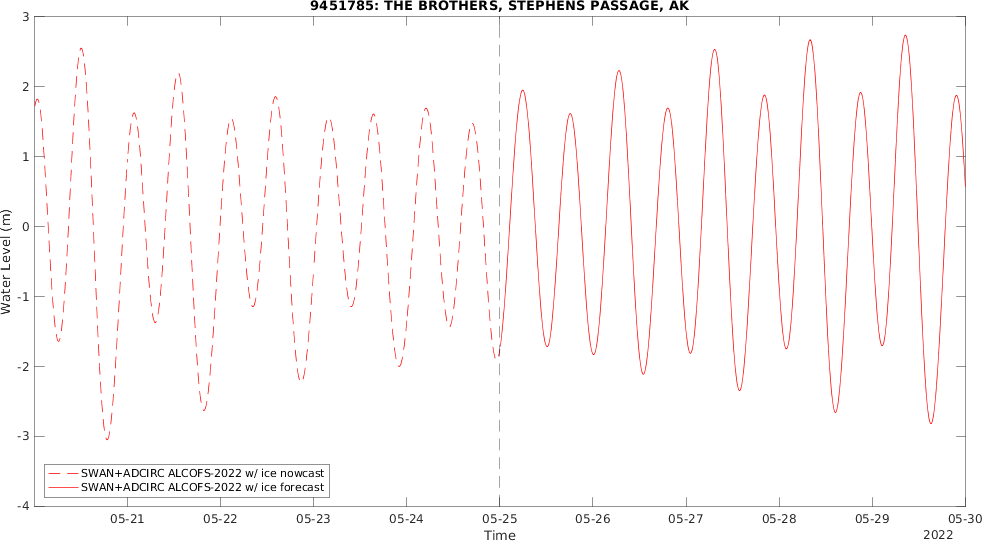 9451785: THE BROTHERS, STEPHENS PASSAGE, AK
3
2
1
0
-1
-2
-3
-4
Water Level (m)
SWAN+ADCIRC ALCOFS-2022 w/ ice nowcast
SWAN+ADCIRC ALCOFS-2022 w/ ice forecast
05-21 05-22 05-23 05-24 05-25 05-26 05-27 05-28 05-29 05-30
Time
2022